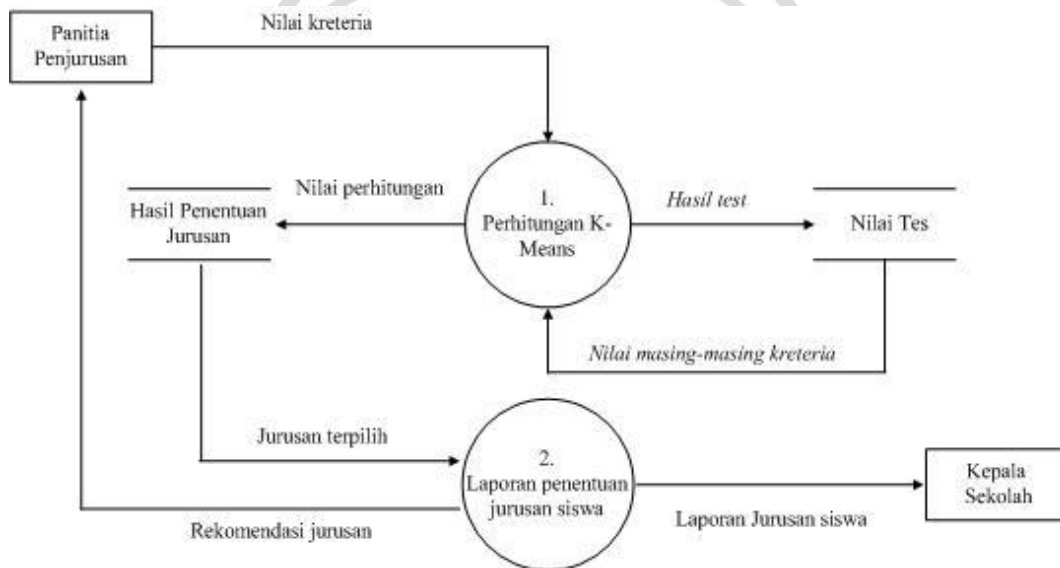 Nilai kreteria
Panitia
Penjurusan
Nilai perhitungan
Hasil Penentuan
Jurusan
1.
Perhitungan K-
Means
Hasil test
Nilai Tes
Nilai masing-masing kreteria
Jurusan terpilih
2.
Laporan penentuan
jurusan siswa
Kepala
Sekolah
Rekomendasi jurusan
Laporan Jurusan siswa